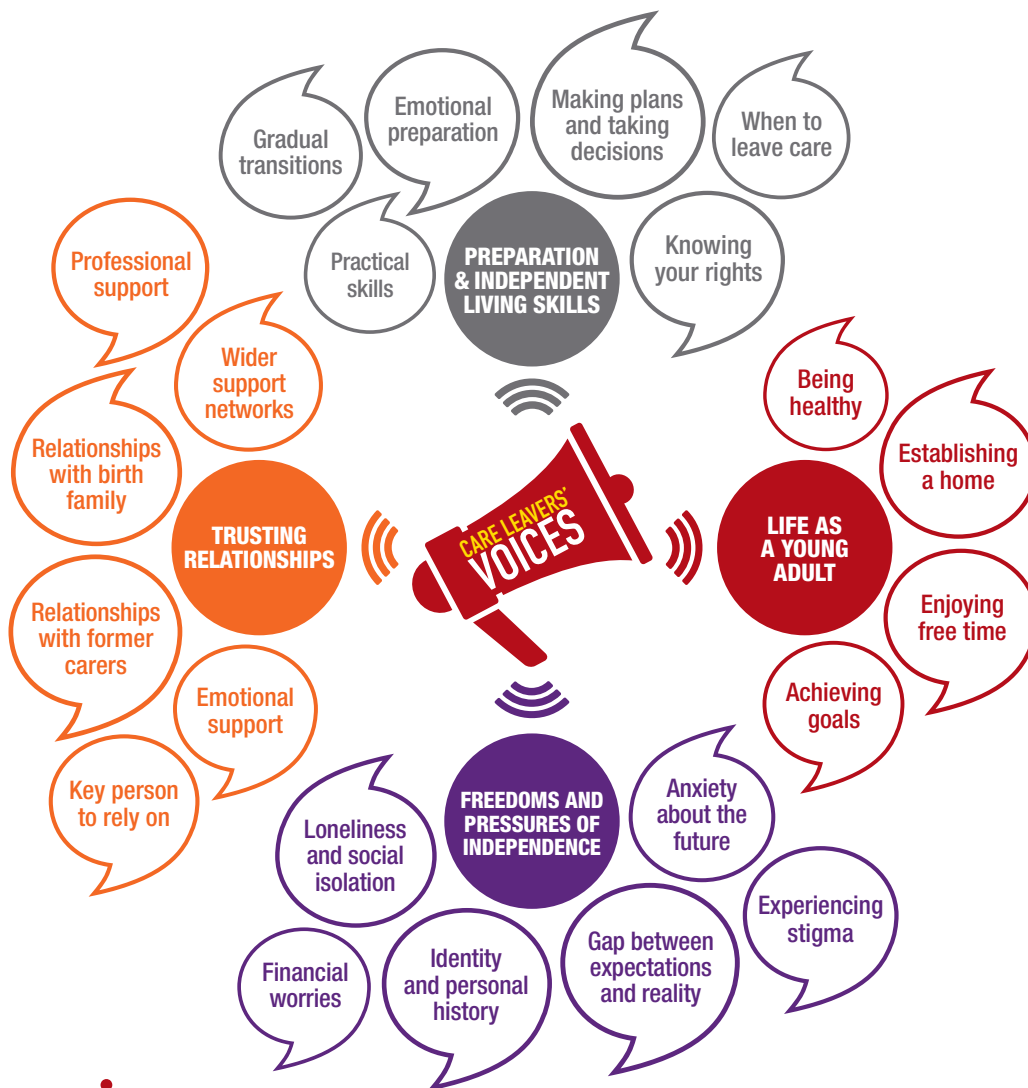 Gradual
transitions
Emotional
preparation
Making plans
and taking
decisions
When to
leave care
Practical
skills
PREPARATION
& INDEPENDENT
LIVING SKILLS
Knowing
your rights
Professional
support
Wider
support
networks
Relationships
with birth
family
TRUSTING
RELATIONSHIPS
Relationships
with former
carers
Emotional
support
Key person
to rely on
CARE LEAVERS'
VOICES
Being
healthy
Establishing
a home
LIFE AS
A YOUNG
ADULT
Enjoying
free time
Achieving
goals
FREEDOMS AND
PRESSURES OF
INDEPENDENCE
Anxiety
about the
future
Loneliness
and social
isolation
Experiencing
stigma
Financial
worries
Identity
and personal
history
Gap between
expectations
and reality